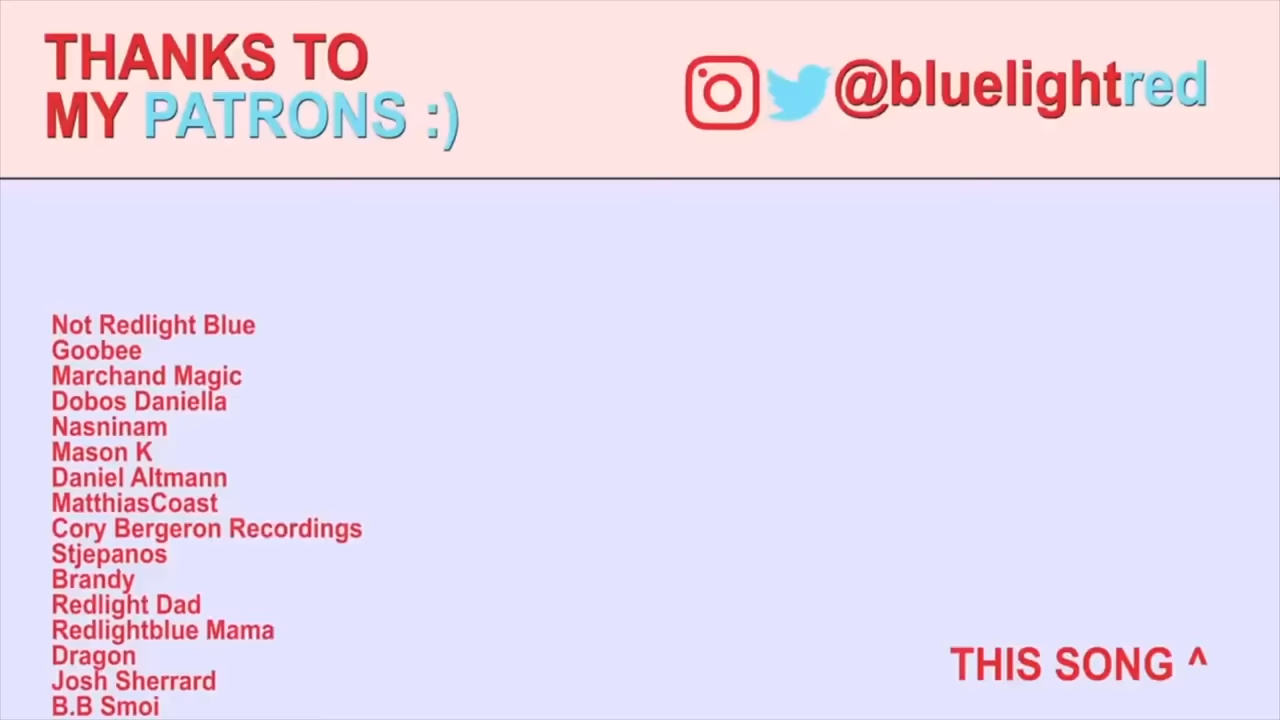 THANKS TO
MY PATRONS :)
@bluelightred
Not Redlight Blue
Goobee
Marchand Magic
Dobos Daniella
Nasninam
Mason K
Daniel Altmann
MatthiasCoast
Cory Bergeron Recordings
Stjepanos
Brandy
Redlight Dad
Redlightblue Mama
Dragon
Josh Sherrard
B.B Smoi
THIS SONG ^